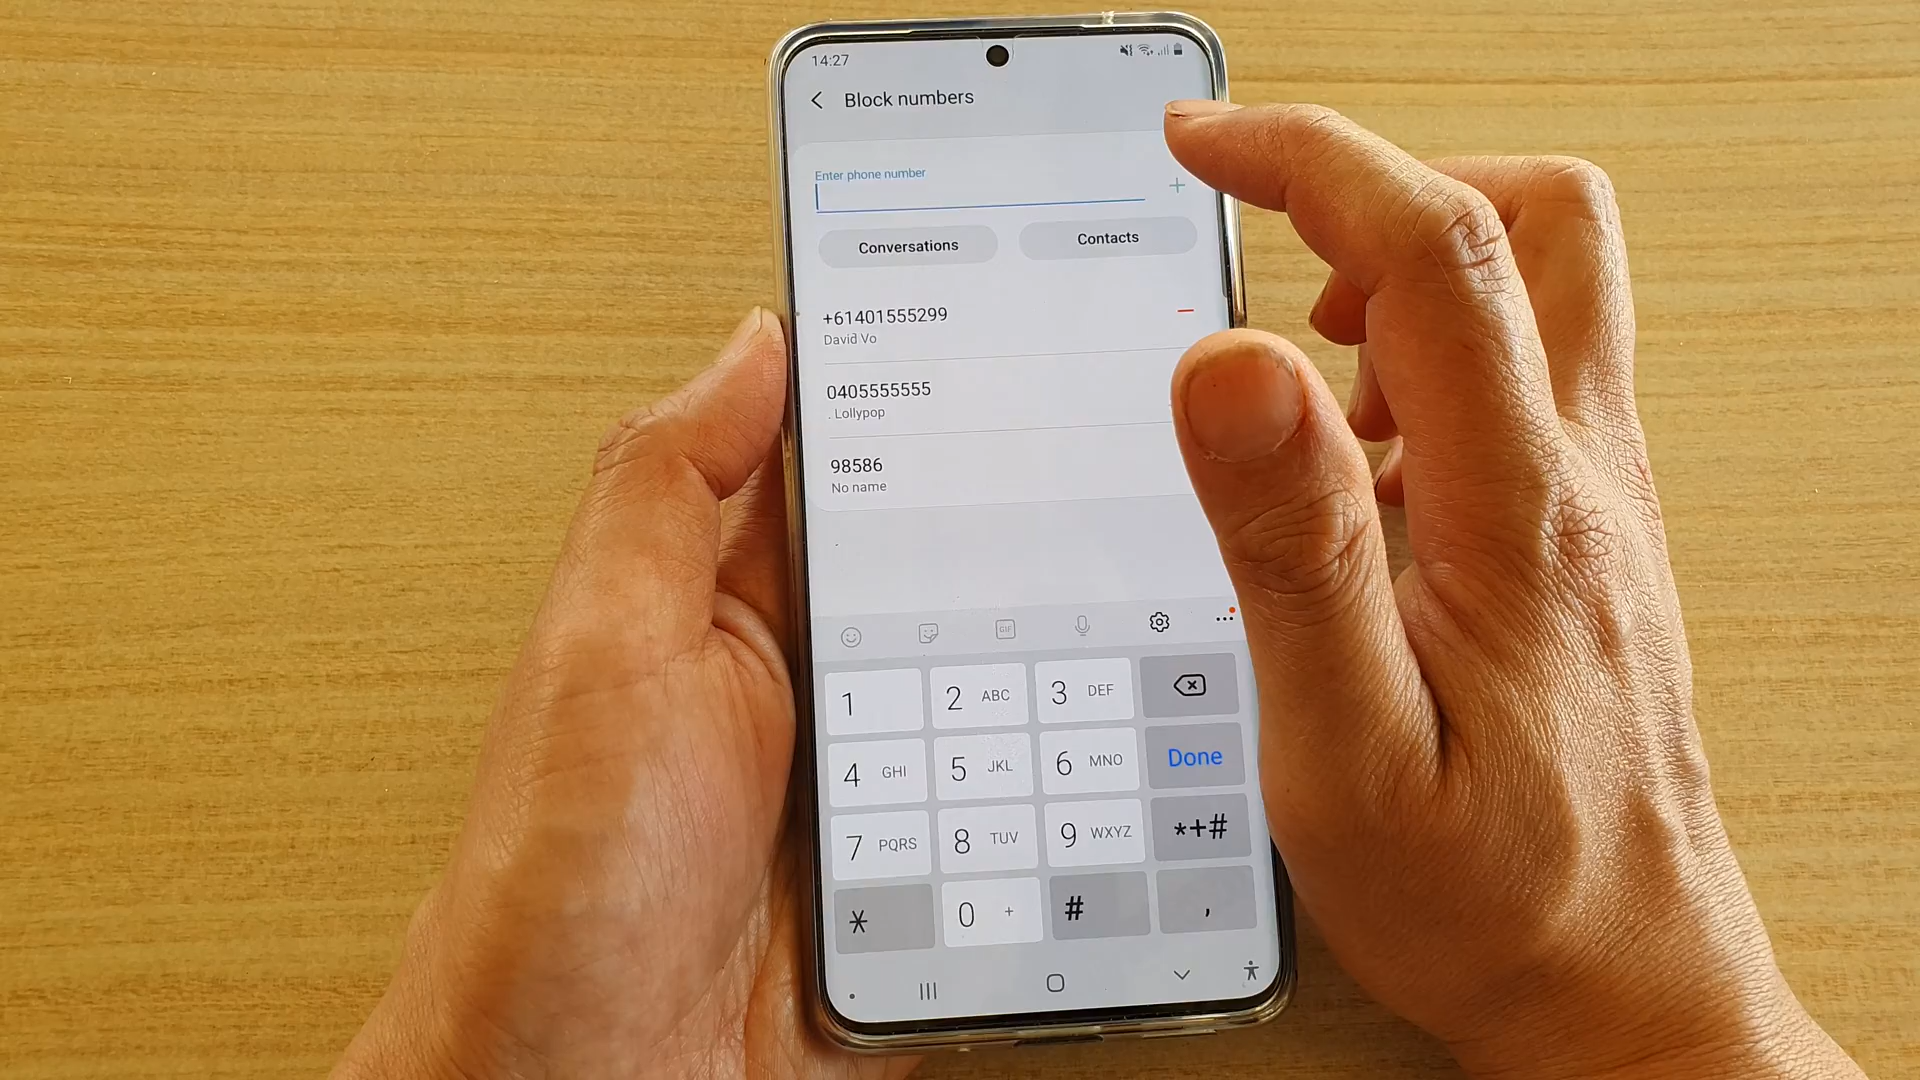 14:27
Block numbers
Enter phone number
Conversations
Contacts
+61401555299
David Vo
0405555555
. Lollypop
98586
No name
GIF
1
2 ABC
3 DEF
4 GHI
5 JKL
6 MNO
Done
7 PQRS
8 TUV
9 WXYZ
*+#
*
0 +
#
,